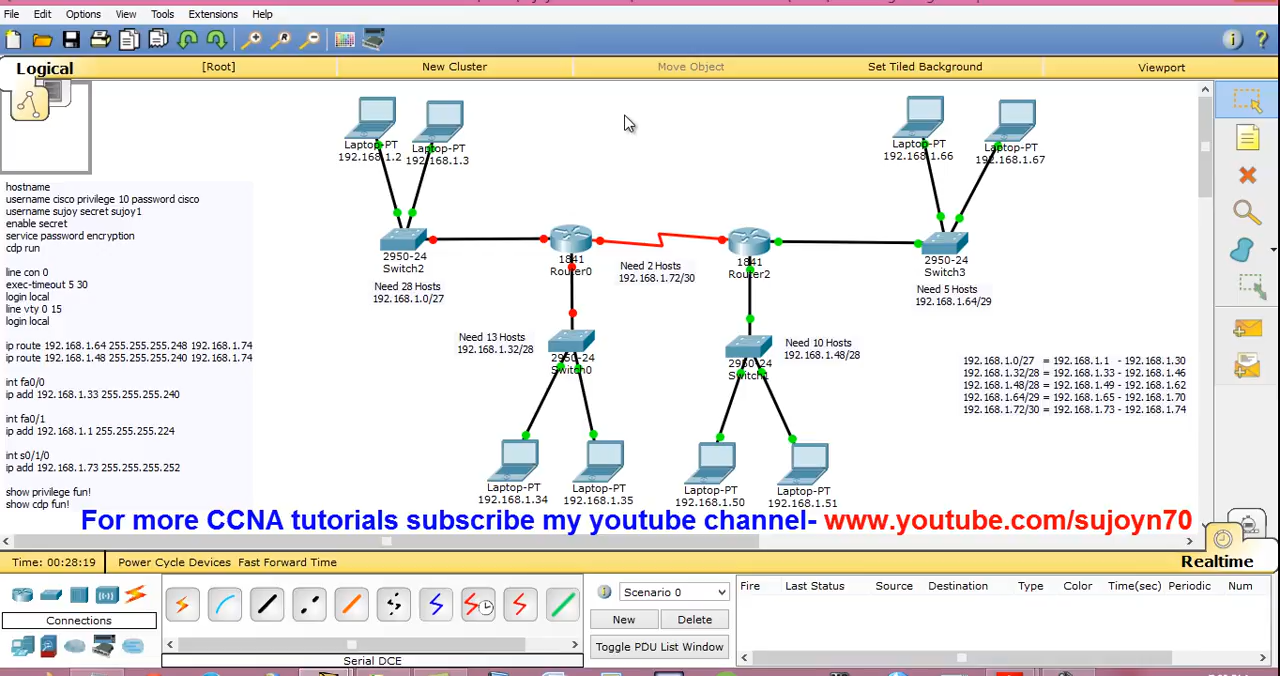 File Edit Options View Tools Extensions Help
Logical [Root] New Cluster Move Object Set Tiled Background Viewport
Laptop-PT
192.168.1.2
Laptop-PT
192.168.1.3
Laptop-PT
192.168.1.66
Laptop-PT
192.168.1.67
hostname
username cisco privilege 10 password cisco
username sujoy secret sujoy1
enable secret
service password encryption
cdp run
line con 0
exec-timeout 5 30
login local
line vty 0 15
login local
ip route 192.168.1.64 255.255.255.248 192.168.1.74
ip route 192.168.1.48 255.255.255.240 192.168.1.74
int fa0/0
ip add 192.168.1.33 255.255.255.240
int fa0/1
ip add 192.168.1.1 255.255.255.224
int s0/1/0
ip add 192.168.1.73 255.255.255.252
show privilege fun!
show cdp fun!
2950-24
Switch2
Need 28 Hosts
192.168.1.0/27
1841
Router0
Need 2 Hosts
192.168.1.72/30
1841
Router2
2950-24
Switch3
Need 5 Hosts
192.168.1.64/29
Need 13 Hosts
192.168.1.32/28
2950-24
Switch0
Need 10 Hosts
192.168.1.48/28
2950-24
Switch1
192.168.1.0/27 = 192.168.1.1 - 192.168.1.30
192.168.1.32/28 = 192.168.1.33 - 192.168.1.46
192.168.1.48/28 = 192.168.1.49 - 192.168.1.62
192.168.1.64/29 = 192.168.1.65 - 192.168.1.70
192.168.1.72/30 = 192.168.1.73 - 192.168.1.74
Laptop-PT
192.168.1.34
Laptop-PT
192.168.1.35
Laptop-PT
192.168.1.50
Laptop-PT
192.168.1.51
For more CCNA tutorials subscribe my youtube channel- www.youtube.com/sujoyn70
Time: 00:28:19 Power Cycle Devices Fast Forward Time Realtime
Connections
Serial DCE
Scenario 0
New Delete
Toggle PDU List Window
Fire Last Status Source Destination Type Color Time(sec) Periodic Num